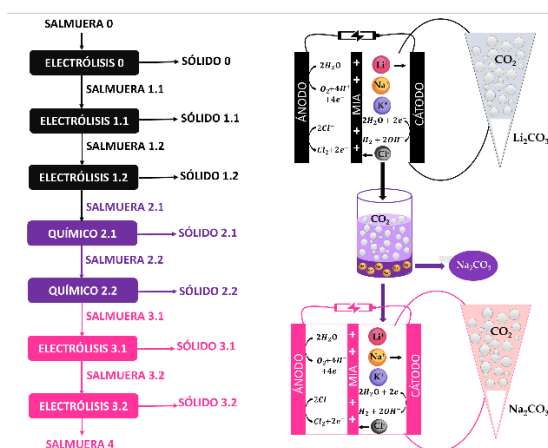 SALMUERA 0
ELECTRÓLISIS 0
SÓLIDO 0
SALMUERA 1.1
ELECTRÓLISIS 1.1
SÓLIDO 1.1
SALMUERA 1.2
ELECTRÓLISIS 1.2
SÓLIDO 1.2
SALMUERA 2.1
QUÍMICO 2.1
SÓLIDO 2.1
SALMUERA 2.2
QUÍMICO 2.2
SÓLIDO 2.2
SALMUERA 3.1
ELECTRÓLISIS 3.1
SÓLIDO 3.1
SALMUERA 3.2
ELECTRÓLISIS 3.2
SÓLIDO 3.2
SALMUERA 4
ÁNODO
2H₂O
O₂+4H⁺
+4e⁻
2Cl⁻
Cl₂+2e⁻
+
MIA
+
+
+
Li
Na
K⁺
2H₂O + 2e
H₂ + 2OH⁻
Cl
CÁTODO
CO₂
Li₂CO₃
CO₂
Na₂CO₃
ÁNODO
2H₂O
O₂+4H⁺
4e⁻
2Cl
Cl₂+2e⁻
+
MIA
+
+
+
Li⁺
Na
K⁺
2H₂O + 2e
H₂ + 2OH⁻
Cl
CÁTODO
CO₂
Na₂CO₃